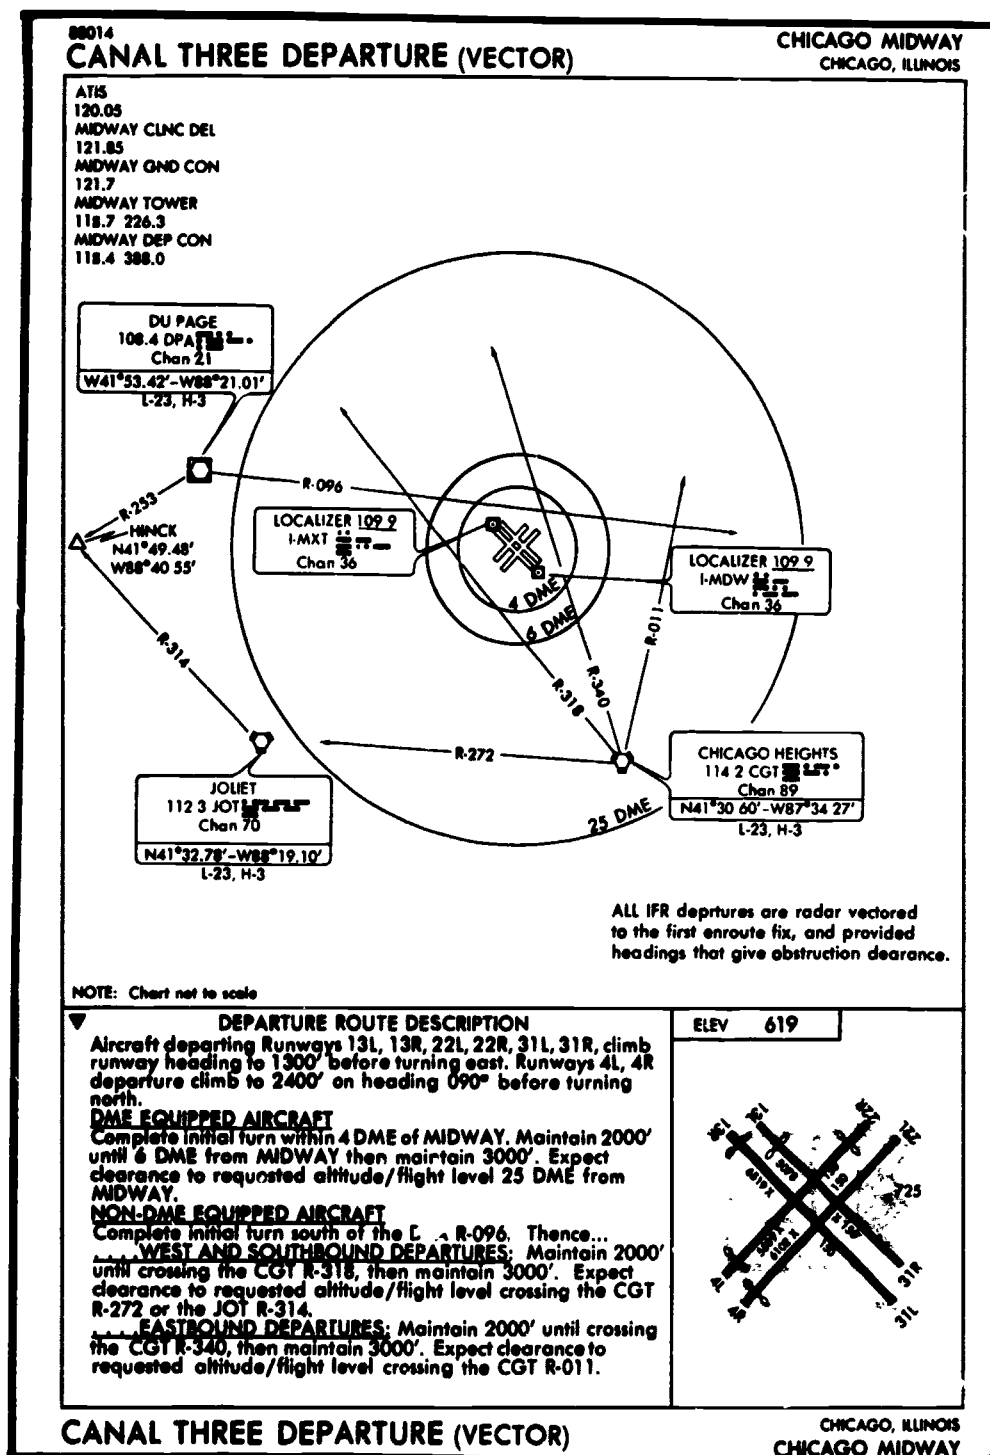 88014
CANAL THREE DEPARTURE (VECTOR)
CHICAGO MIDWAY
CHICAGO, ILLINOIS
ATIS
120.05
MIDWAY CLNC DEL
121.85
MIDWAY GND CON
121.7
MIDWAY TOWER
118.7 226.3
MIDWAY DEP CON
118.4 388.0
DU PAGE
108.4 DPA
Chan 21
W41°53.42'-W88°21.01'
L-23, H-3
R-096
R-253
HINCK
N41°49.48'
W88°40 55'
LOCALIZER 109 9
I-MXT
Chan 36
LOCALIZER 109 9
I-MDW
Chan 36
4 DME
6 DME
R-011
R-314
R-318
R-340
R-272
JOLIET
112 3 JOT
Chan 70
N41°32.78'-W88°19.10'
L-23, H-3
CHICAGO HEIGHTS
114 2 CGT
Chan 89
N41°30 60'-W87°34 27'
L-23, H-3
25 DME
ALL IFR deprtures are radar vectored
to the first enroute fix, and provided
headings that give obstruction clearance.
NOTE: Chart not to scale
DEPARTURE ROUTE DESCRIPTION
Aircraft departing Runways 13L, 13R, 22L, 22R, 31L, 31R, climb
runway heading to 1300' before turning east. Runways 4L, 4R
departure climb to 2400' on heading 090° before turning
north.
DME EQUIPPED AIRCRAFT
Complete initial turn within 4 DME of MIDWAY. Maintain 2000'
until 6 DME from MIDWAY then maintain 3000'. Expect
clearance to requested altitude/flight level 25 DME from
MIDWAY.
NON-DME EQUIPPED AIRCRAFT
Complete initial turn south of the R-096. Thence...
....WEST AND SOUTHBOUND DEPARTURES: Maintain 2000'
until crossing the CGT R-318, then maintain 3000'. Expect
clearance to requested altitude/flight level crossing the CGT
R-272 or the JOT R-314.
....EASTBOUND DEPARTURES: Maintain 2000' until crossing
the CGT R-340, then maintain 3000'. Expect clearance to
requested altitude/flight level crossing the CGT R-011.
ELEV 619
13R
13L
22R
22L
725
6519 X
150
150
150
4L
4R
31R
31L
CANAL THREE DEPARTURE (VECTOR)
CHICAGO, ILLINOIS
CHICAGO MIDWAY